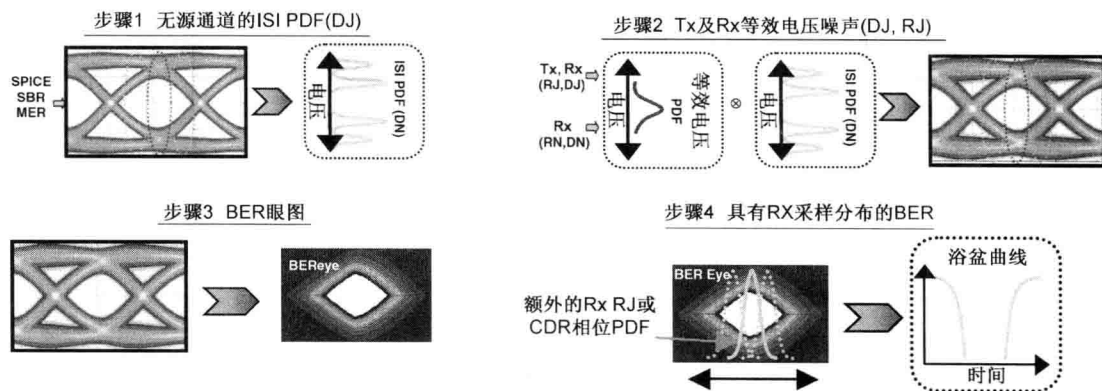 步骤1 无源通道的ISI PDF(DJ)
SPICE
SBR
MER
电压
ISI PDF (DN)
步骤2 Tx及Rx等效电压噪声(DJ, RJ)
Tx, Rx
(RJ,DJ)
Rx
(RN,DN)
电压
PDF
等效电压
⊗
电压
ISI PDF (DN)
步骤3 BER眼图
BEReye
步骤4 具有RX采样分布的BER
额外的Rx RJ或
CDR相位PDF
BER Eye
浴盆曲线
时间